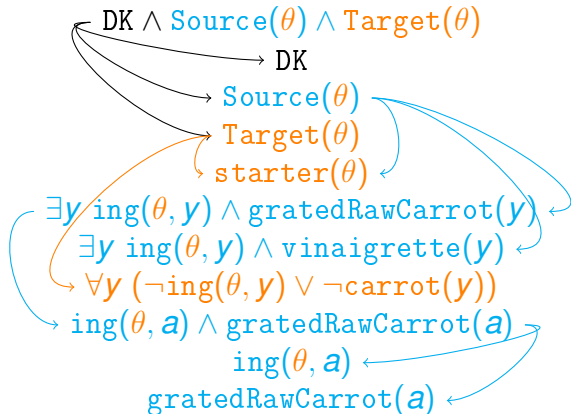 DK ∧ Source(θ) ∧ Target(θ)
DK
Source(θ)
Target(θ)
starter(θ)
∃y ing(θ, y) ∧ gratedRawCarrot(y)
∃y ing(θ, y) ∧ vinaigrette(y)
∀y (¬ing(θ, y) ∨ ¬carrot(y))
ing(θ, a) ∧ gratedRawCarrot(a)
ing(θ, a)
gratedRawCarrot(a)